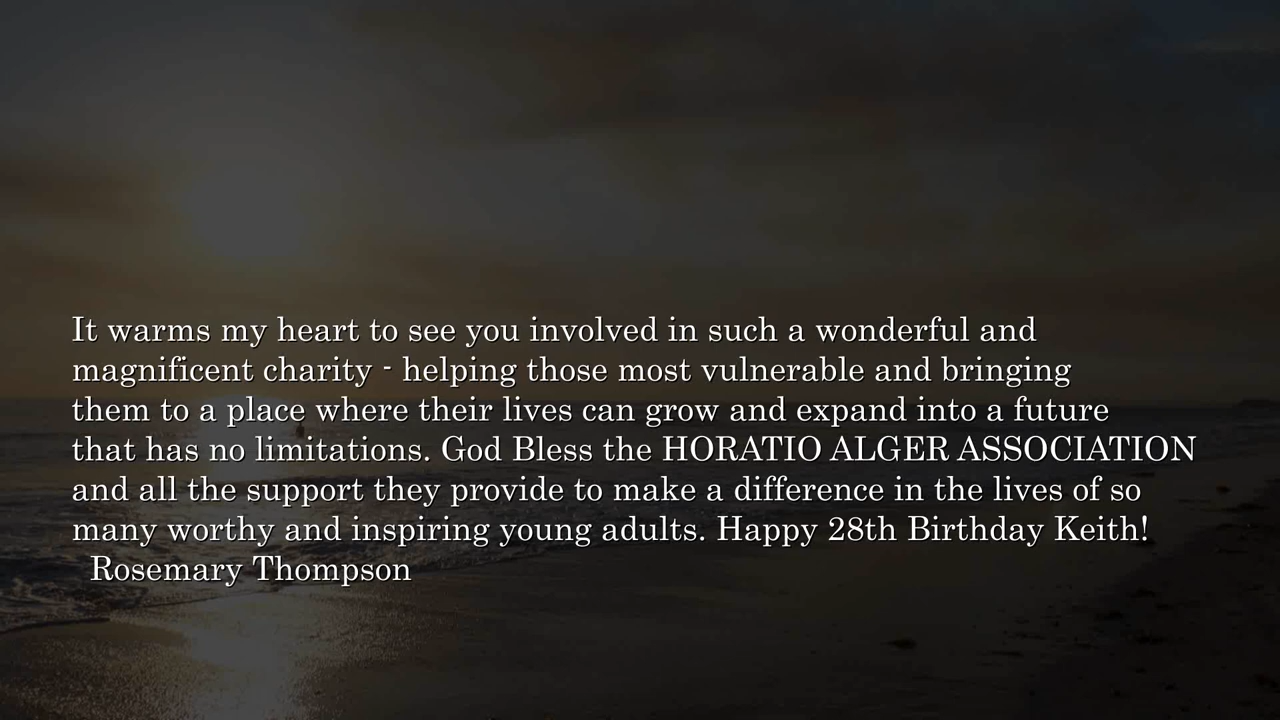 It warms my heart to see you involved in such a wonderful and
magnificent charity - helping those most vulnerable and bringing
them to a place where their lives can grow and expand into a future
that has no limitations. God Bless the HORATIO ALGER ASSOCIATION
and all the support they provide to make a difference in the lives of so
many worthy and inspiring young adults. Happy 28th Birthday Keith!
Rosemary Thompson